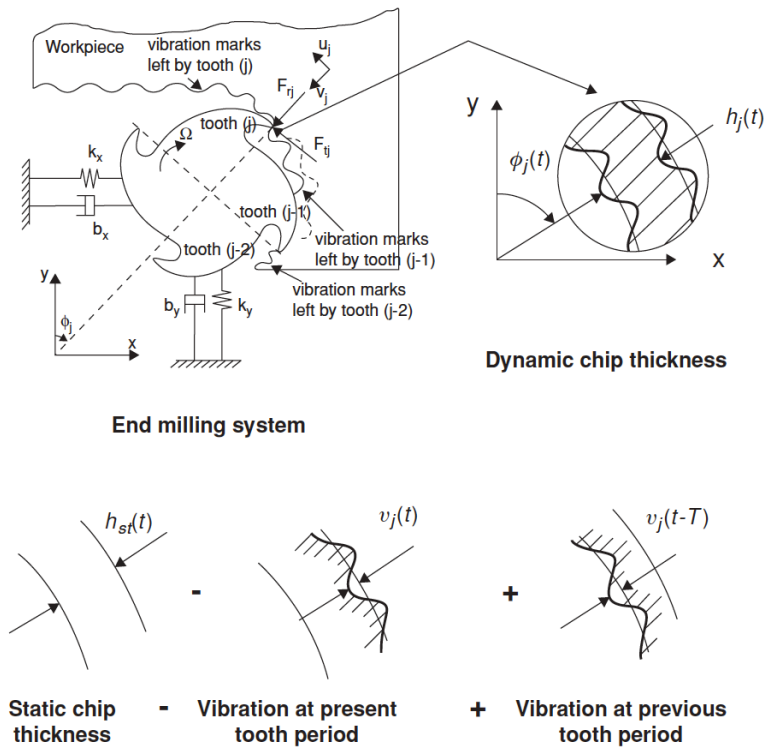 Workpiece
vibration marks
left by tooth (j)
u_j
F_rj
v_j
tooth (j)
Ω
F_tj
k_x
b_x
tooth (j-1)
tooth (j-2)
vibration marks
left by tooth (j-1)
vibration marks
left by tooth (j-2)
b_y
k_y
y
ϕ_j
x
End milling system
y
h_j(t)
ϕ_j(t)
x
Dynamic chip thickness
h_st(t)
-
υ_j(t)
+
υ_j(t-T)
Static chip
thickness
-
Vibration at present
tooth period
+
Vibration at previous
tooth period